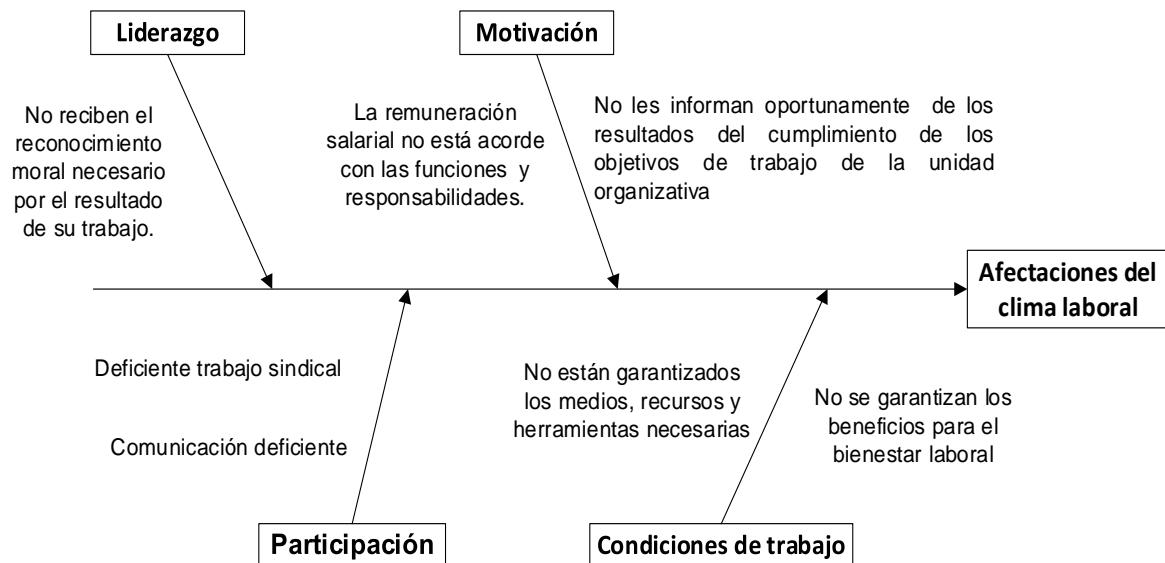 Liderazgo
Motivación
No reciben el
reconocimiento
moral necesario
por el resultado
de su trabajo.
La remuneración
salarial no está acorde
con las funciones y
responsabilidades.
No les informan oportunamente de los
resultados del cumplimiento de los
objetivos de trabajo de la unidad
organizativa
Afectaciones del
clima laboral
Deficiente trabajo sindical
Comunicación deficiente
No están garantizados
los medios, recursos y
herramientas necesarias
No se garantizan los
beneficios para el
bienestar laboral
Participación
Condiciones de trabajo